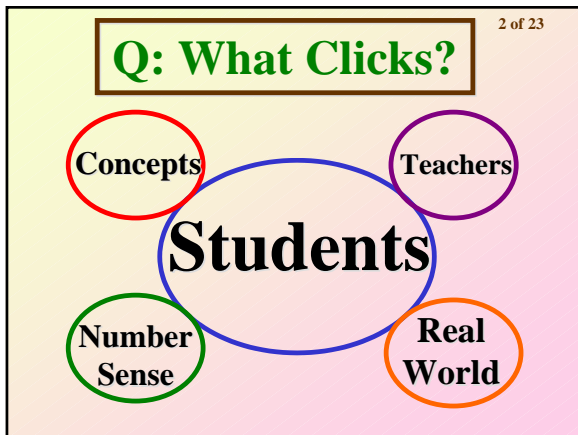 2 of 23
Q: What Clicks?
Concepts
Teachers
Students
Number
Sense
Real
World